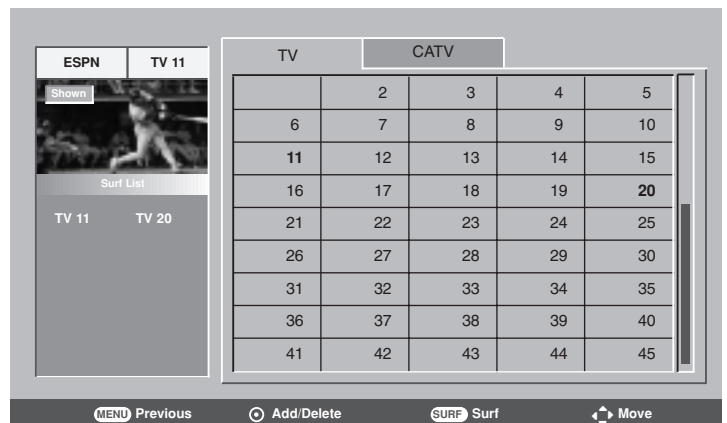 ESPN TV 11
Shown
Surf List
TV 11 TV 20
TV CATV
2 3 4 5
6 7 8 9 10
11 12 13 14 15
16 17 18 19 20
21 22 23 24 25
26 27 28 29 30
31 32 33 34 35
36 37 38 39 40
41 42 43 44 45
MENU Previous Add/Delete SURF Surf Move